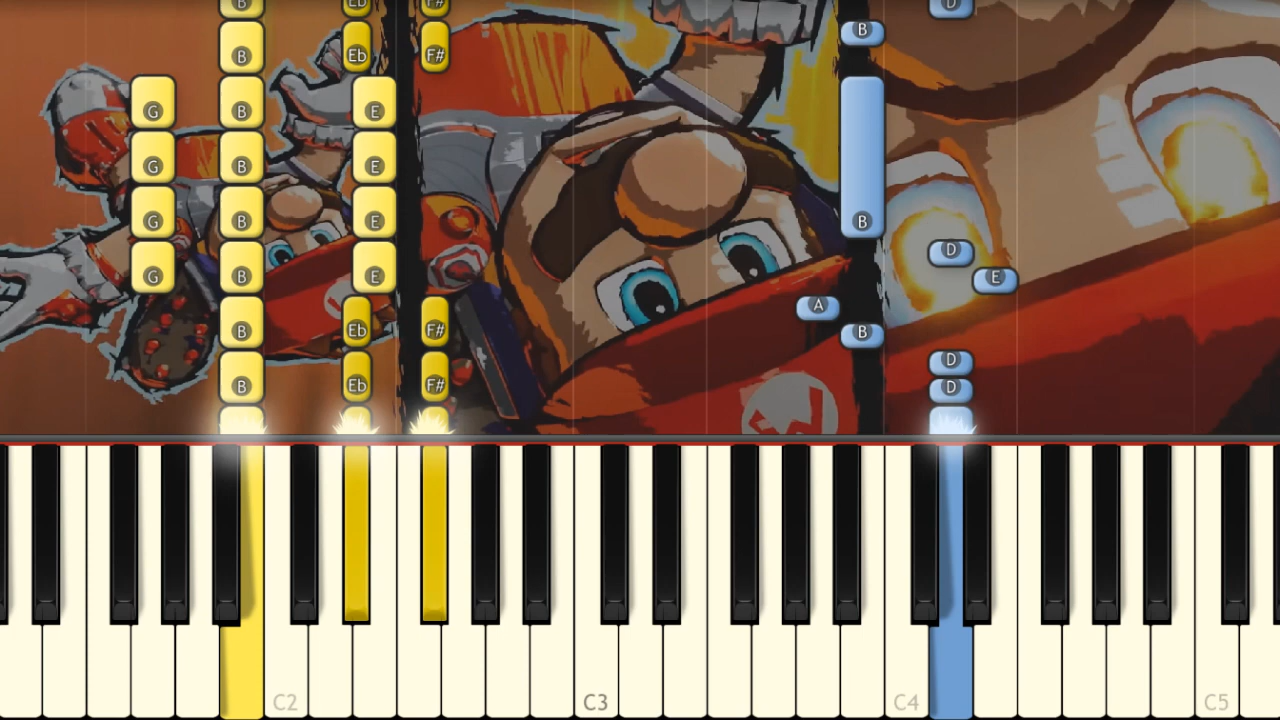 B Eb F# D
B Eb F# B
G B E
G B E
G B E B
D
G B E E
A
B Eb F# B
D
B Eb F# D
C2 C3 C4 C5